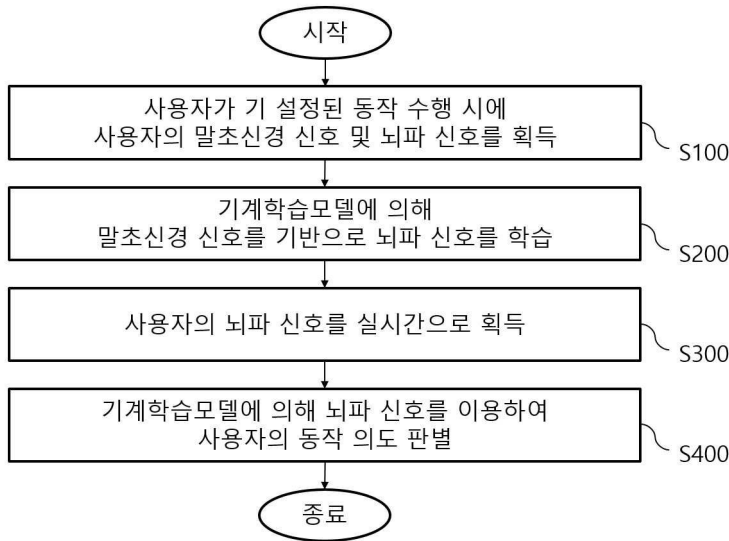 시작
사용자가 기 설정된 동작 수행 시에
사용자의 말초신경 신호 및 뇌파 신호를 획득
S100
기계학습모델에 의해
말초신경 신호를 기반으로 뇌파 신호를 학습
S200
사용자의 뇌파 신호를 실시간으로 획득
S300
기계학습모델에 의해 뇌파 신호를 이용하여
사용자의 동작 의도 판별
S400
종료